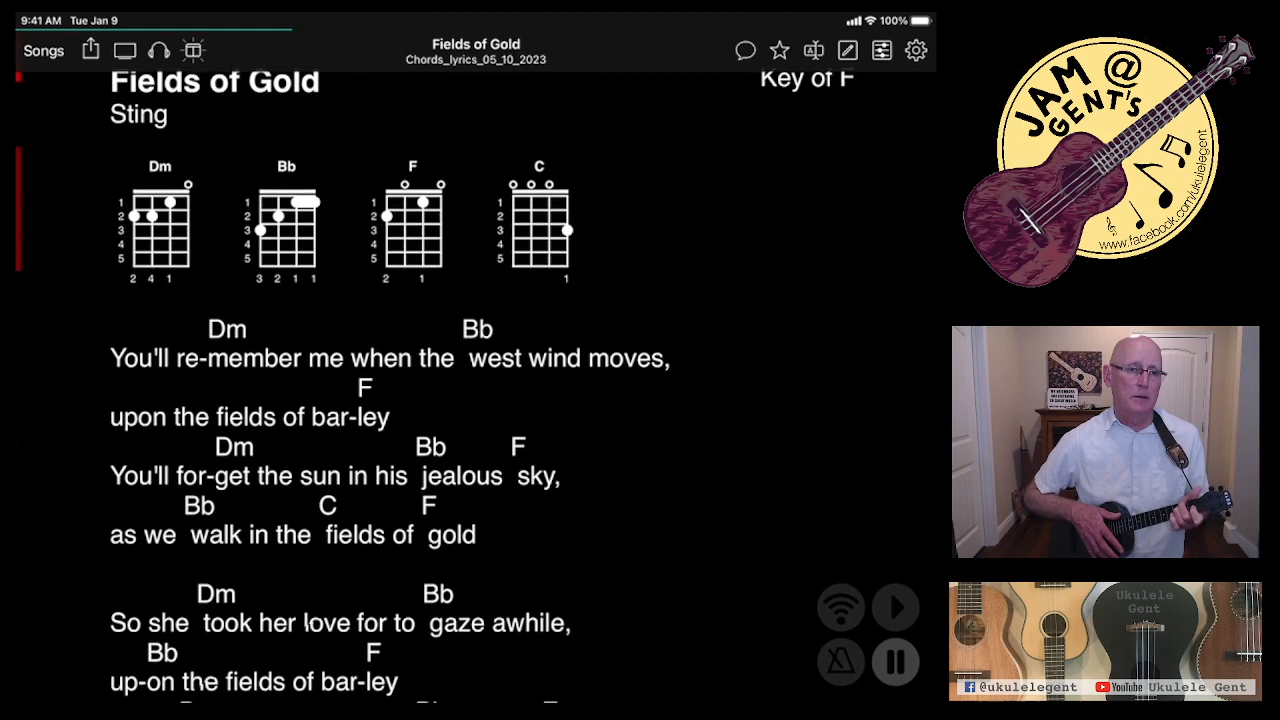 9:41 AM Tue Jan 9
100%
Songs
Fields of Gold
Chords_lyrics_05_10_2023
Fields of Gold
Key of F
Sting
Dm Bb F C
1 1 1 1
2 2 2 2
3 3 3 3
4 4 4 4
5 5 5 5
2 4 1 3 2 1 1 2 1 1
Dm Bb
You'll re-member me when the west wind moves,
F
upon the fields of bar-ley
Dm Bb F
You'll for-get the sun in his jealous sky,
Bb C F
as we walk in the fields of gold
Dm Bb
So she took her love for to gaze awhile,
Bb F
up-on the fields of bar-ley
JAM @
GENT'S
www.facebook.com/ukulelegent
Ukulele
Gent
@ukulelegent YouTube Ukulele Gent